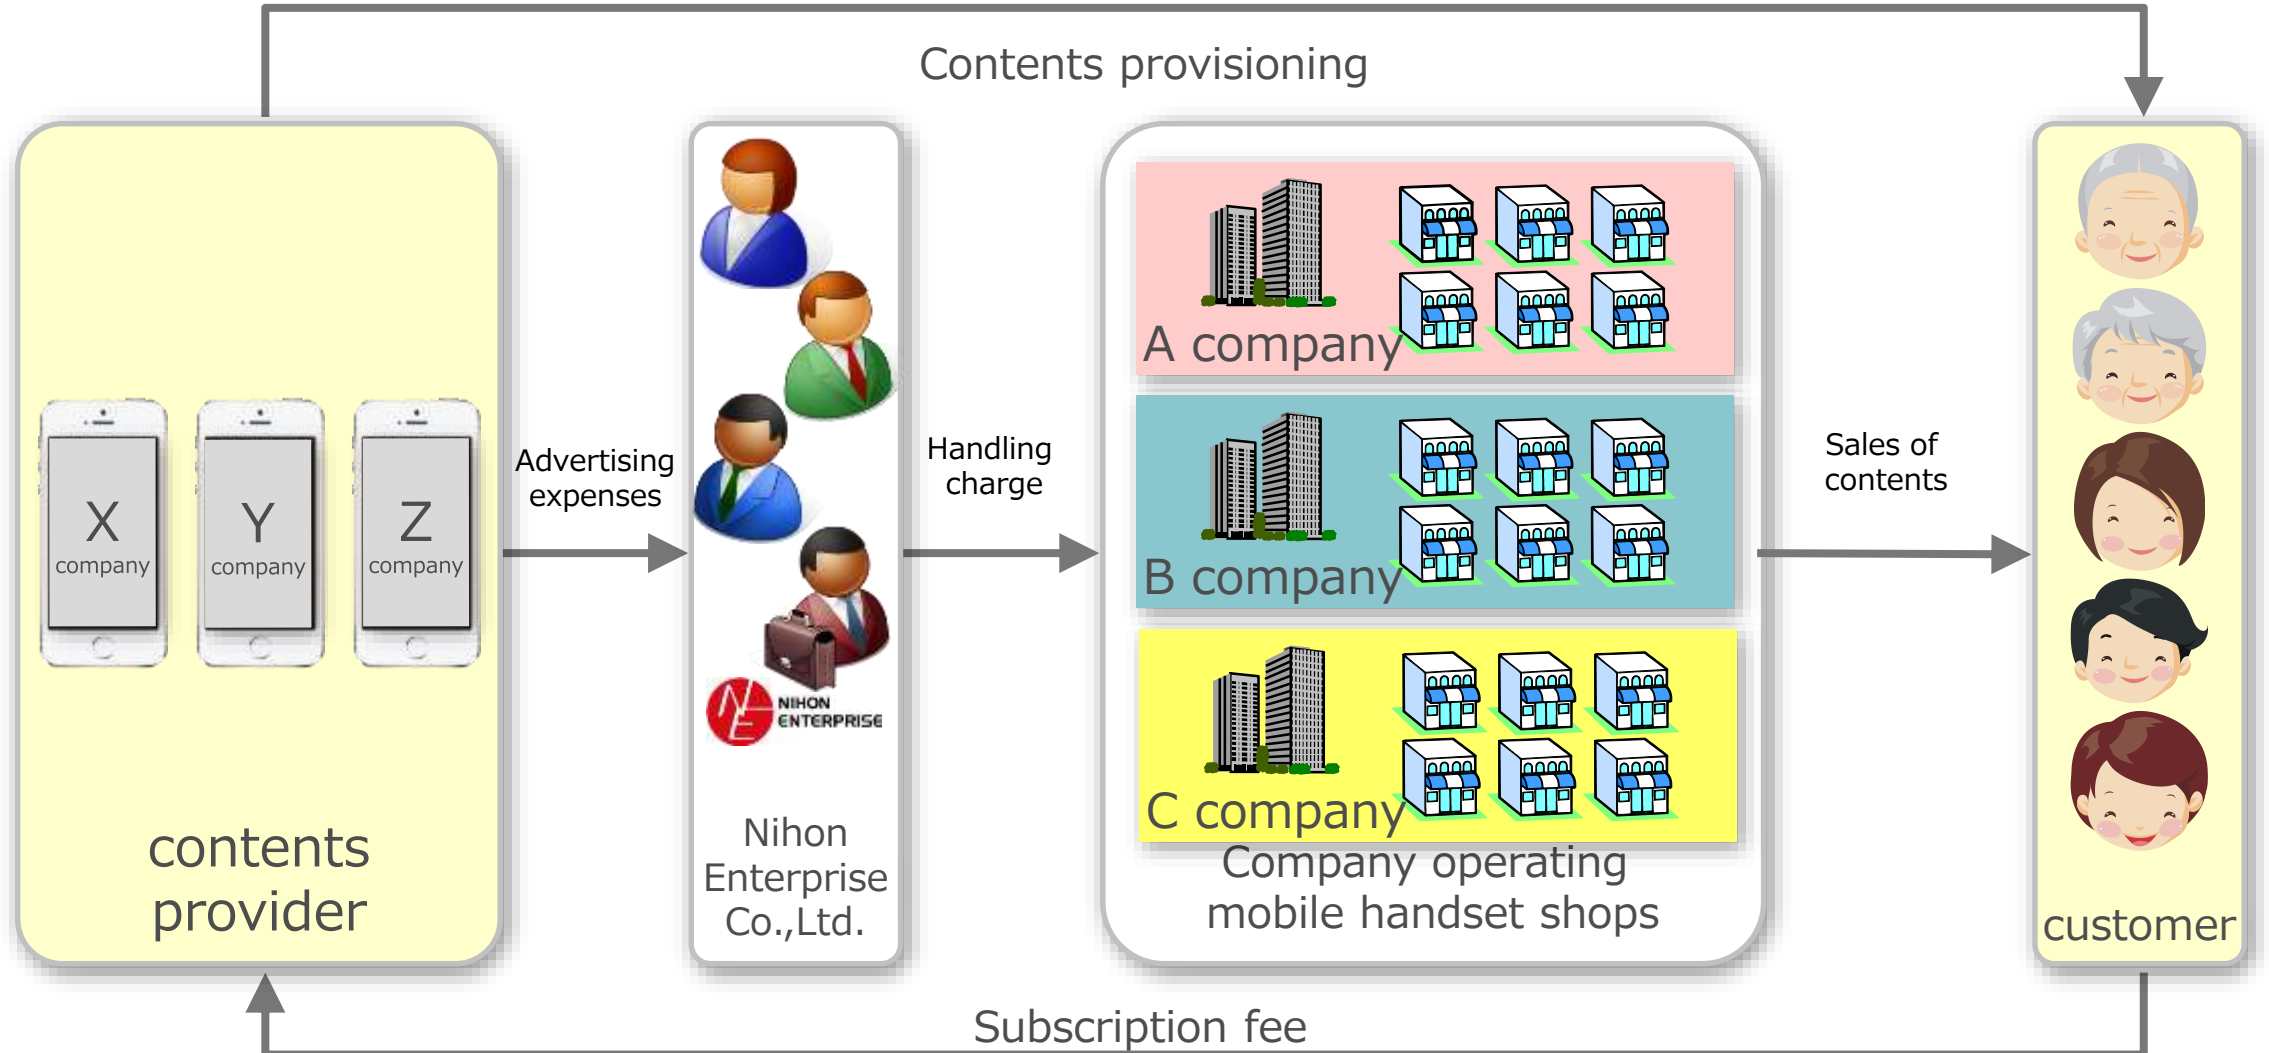 Contents provisioning
X
company
Y
company
Z
company
contents
provider
Advertising
expenses
NE
NIHON
ENTERPRISE
Nihon
Enterprise
Co.,Ltd.
Handling
charge
A company
B company
C company
Company operating
mobile handset shops
Sales of
contents
customer
Subscription fee